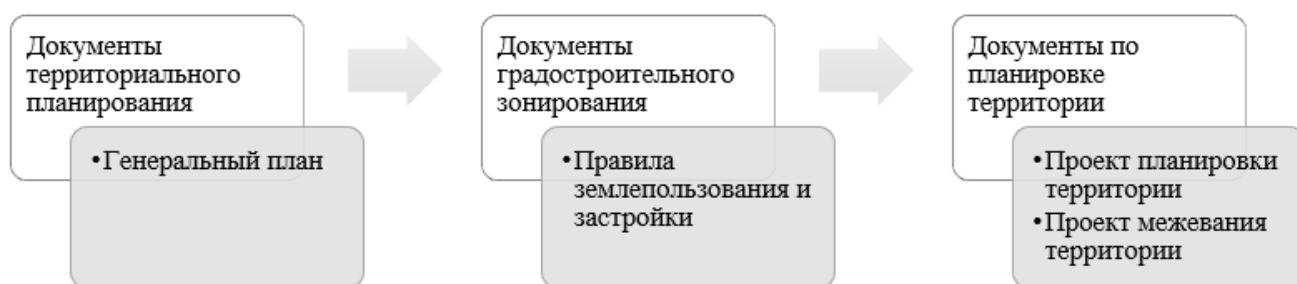 Документы
территориального
планирования
•Генеральный план
Документы
градостроительного
зонирования
•Правила
землепользования и
застройки
Документы по
планировке
территории
•Проект планировки
территории
•Проект межевания
территории